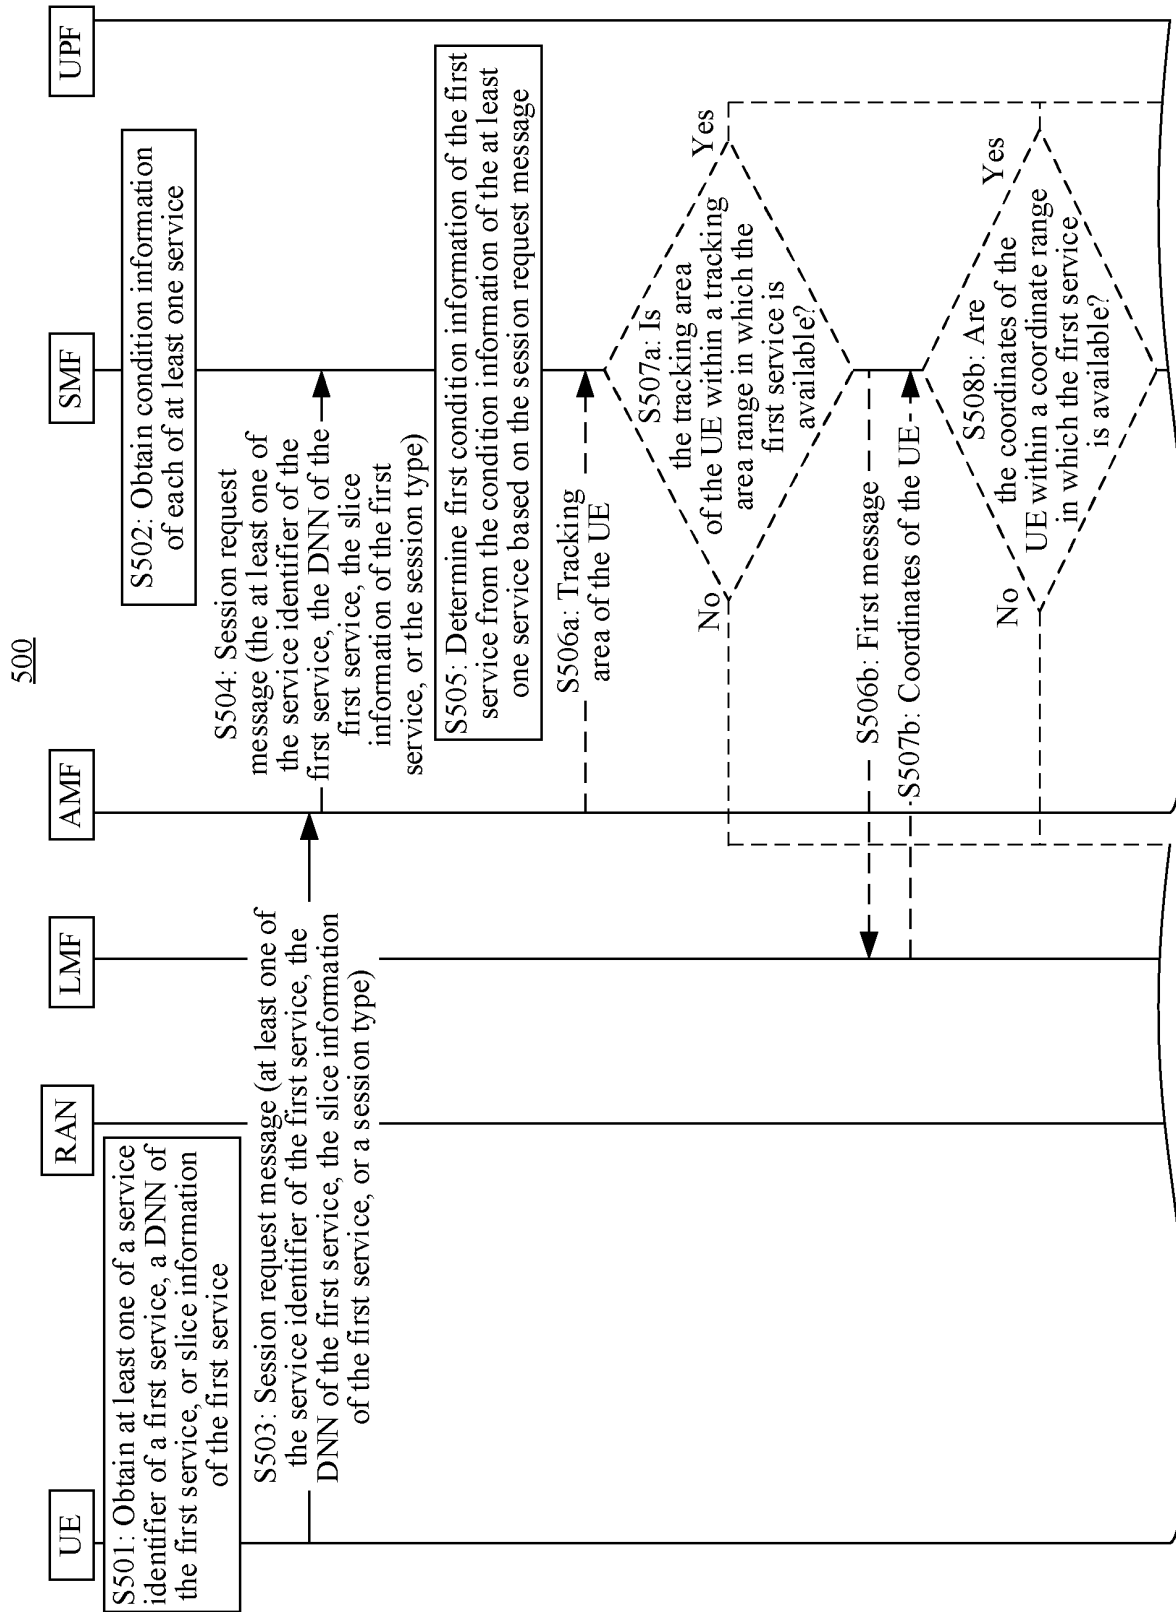 500
UE
RAN
LMF
AMF
SMF
UPF
S501: Obtain at least one of a service
identifier of a first service, a DNN of
the first service, or slice information
of the first service
S502: Obtain condition information
of each of at least one service
S503: Session request message (at least one of
the service identifier of the first service, the
DNN of the first service, the slice information
of the first service, or a session type)
S504: Session request
message (the at least one of
the service identifier of the
first service, the DNN of the
first service, the slice
information of the first
service, or the session type)
S505: Determine first condition information of the first
service from the condition information of the at least
one service based on the session request message
S506a: Tracking
area of the UE
S507a: Is
the tracking area
of the UE within a tracking
area range in which the
first service is
available?
No
Yes
S506b: First message
S507b: Coordinates of the UE
S508b: Are
the coordinates of the
UE within a coordinate range
in which the first service
is available?
No
Yes